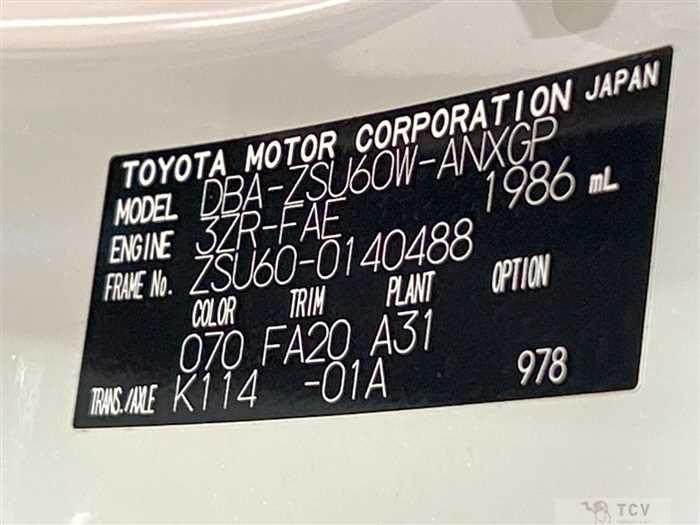 TOYOTA MOTOR CORPORATION JAPAN
MODEL DBA-ZSU60W-ANXGP
ENGINE 3ZR-FAE 1986 mL
FRAME No. ZSU60-0140488
COLOR TRIM PLANT OPTION
070 FA20 A31
TRANS./AXLE K114 -01A 978
TCV